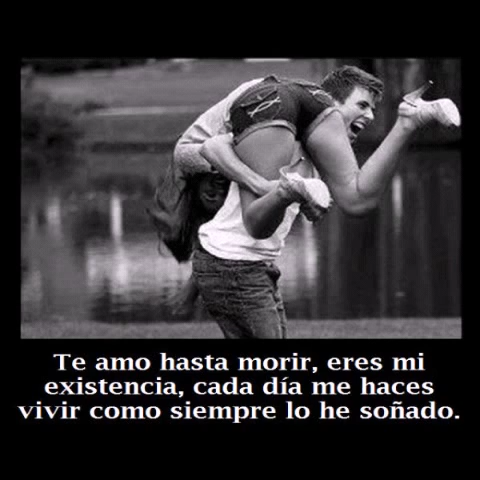 Te amo hasta morir, eres mi
existencia, cada día me haces
vivir como siempre lo he soñado.